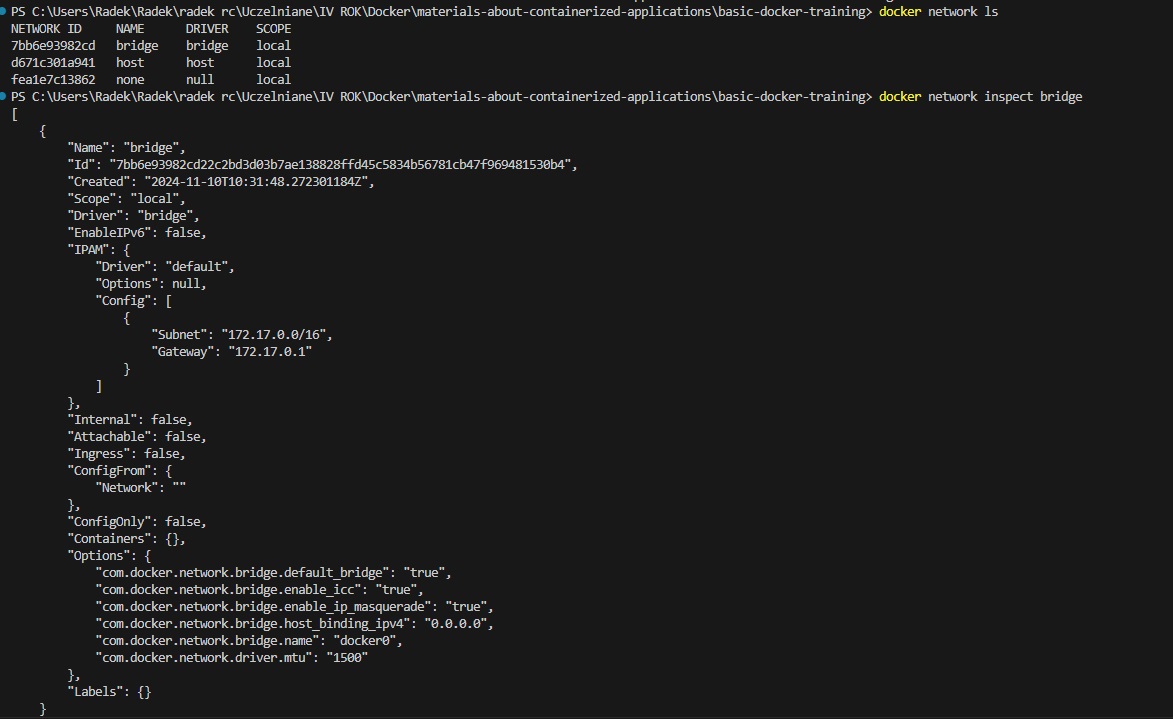 PS C:\Users\Radek\Radek\radek rc\Uczelniane\IV ROK\Docker\materials-about-containerized-applications\basic-docker-training> docker network ls
NETWORK ID     NAME      DRIVER    SCOPE
7bb6e93982cd   bridge    bridge    local
d671c301a941   host      host      local
fea1e7c13862   none      null      local
PS C:\Users\Radek\Radek\radek rc\Uczelniane\IV ROK\Docker\materials-about-containerized-applications\basic-docker-training> docker network inspect bridge
[
    {
        "Name": "bridge",
        "Id": "7bb6e93982cd22c2bd3d03b7ae138828ffd45c5834b56781cb47f969481530b4",
        "Created": "2024-11-10T10:31:48.272301184Z",
        "Scope": "local",
        "Driver": "bridge",
        "EnableIPv6": false,
        "IPAM": {
            "Driver": "default",
            "Options": null,
            "Config": [
                {
                    "Subnet": "172.17.0.0/16",
                    "Gateway": "172.17.0.1"
                }
            ]
        },
        "Internal": false,
        "Attachable": false,
        "Ingress": false,
        "ConfigFrom": {
            "Network": ""
        },
        "ConfigOnly": false,
        "Containers": {},
        "Options": {
            "com.docker.network.bridge.default_bridge": "true",
            "com.docker.network.bridge.enable_icc": "true",
            "com.docker.network.bridge.enable_ip_masquerade": "true",
            "com.docker.network.bridge.host_binding_ipv4": "0.0.0.0",
            "com.docker.network.bridge.name": "docker0",
            "com.docker.network.driver.mtu": "1500"
        },
        "Labels": {}
    }